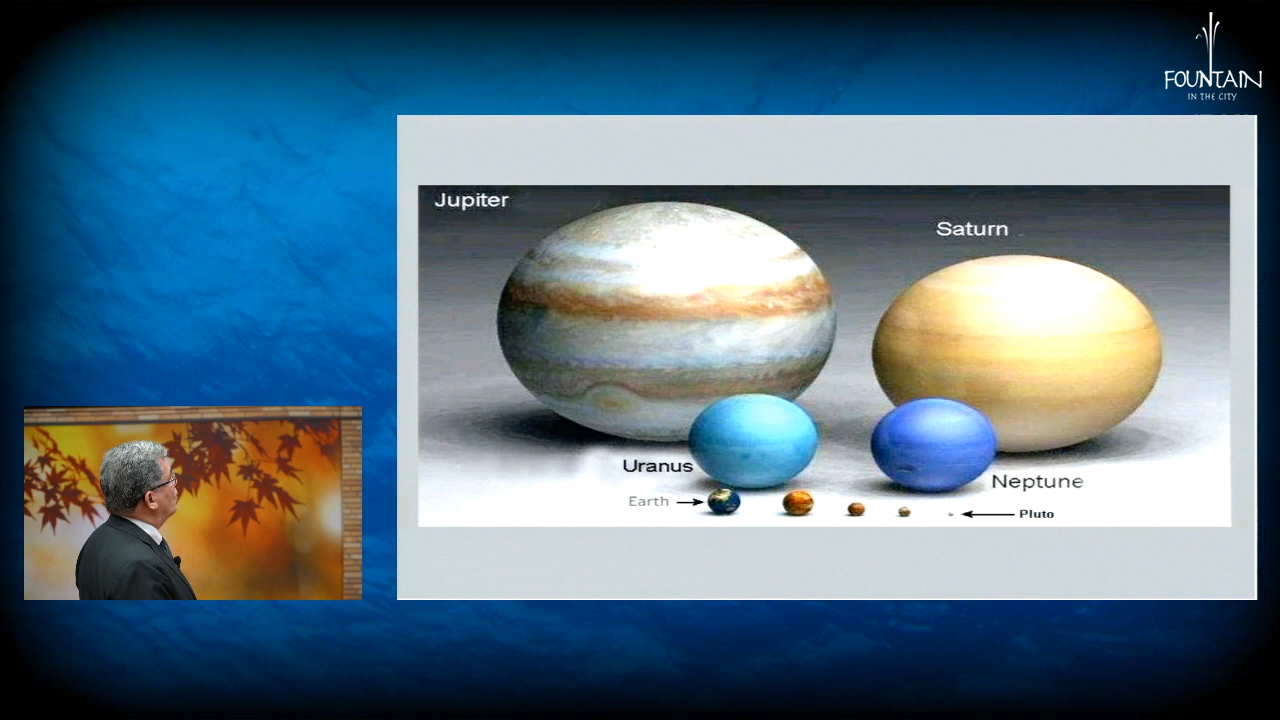 FOUNTAIN
IN THE CITY
Jupiter
Saturn
Uranus
Neptune
Earth
Pluto